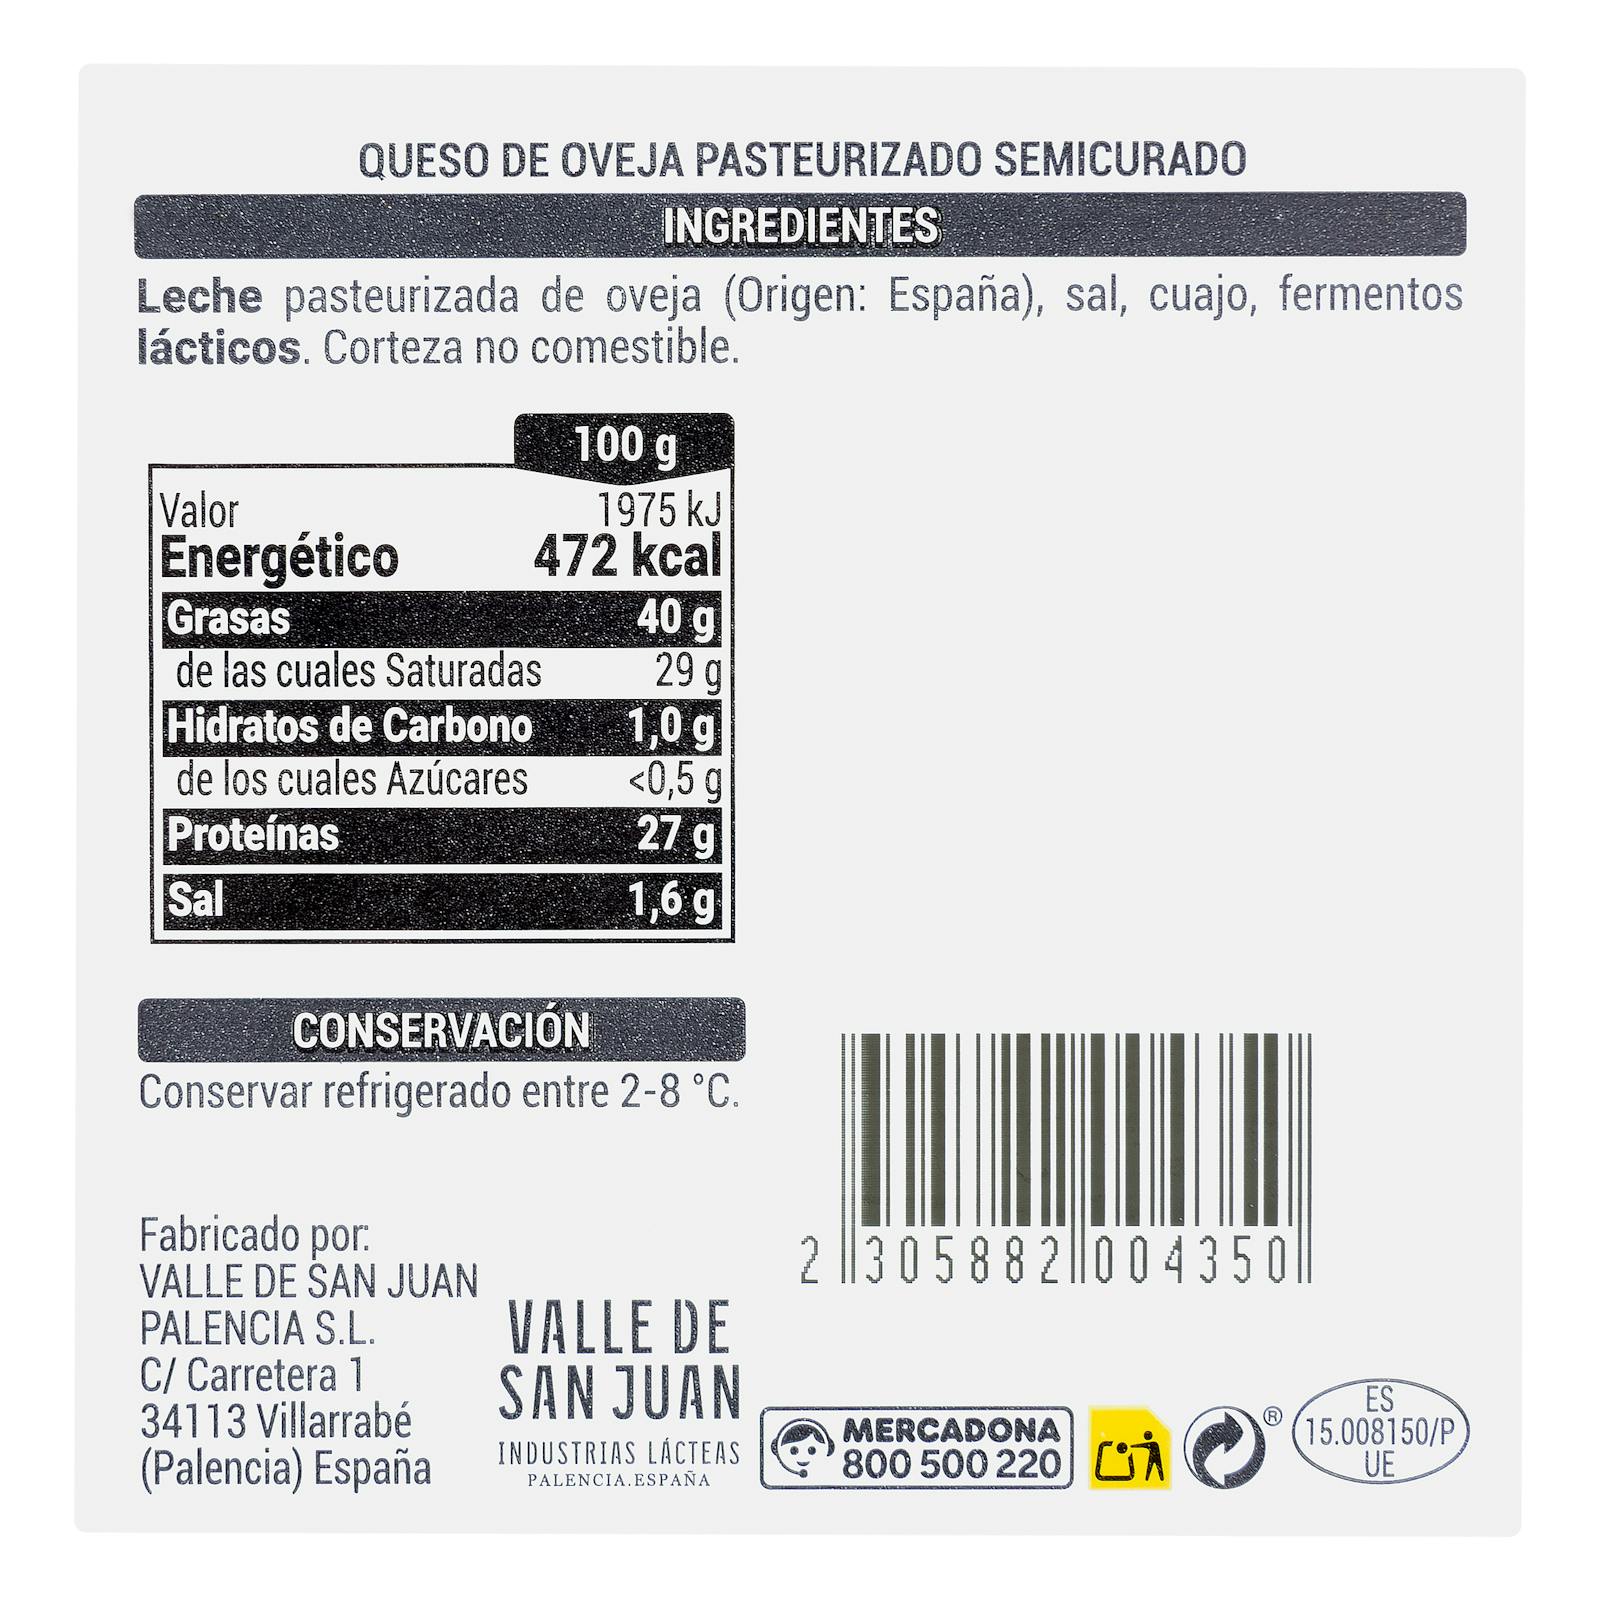 QUESO DE OVEJA PASTEURIZADO SEMICURADO
INGREDIENTES
Leche pasteurizada de oveja (Origen: España), sal, cuajo, fermentos
lácticos. Corteza no comestible.
100 g
Valor 1975 kJ
Energético 472 kcal
Grasas 40 g
de las cuales Saturadas 29 g
Hidratos de Carbono 1,0 g
de los cuales Azúcares <0,5 g
Proteínas 27 g
Sal 1,6 g
CONSERVACIÓN
Conservar refrigerado entre 2-8 °C.
2 305882 004350
Fabricado por:
VALLE DE SAN JUAN
PALENCIA S.L.
C/ Carretera 1
34113 Villarrabé
(Palencia) España
VALLE DE
SAN JUAN
INDUSTRIAS LÁCTEAS
PALENCIA.ESPAÑA
MERCADONA
800 500 220
®
ES
15.008150/P
UE